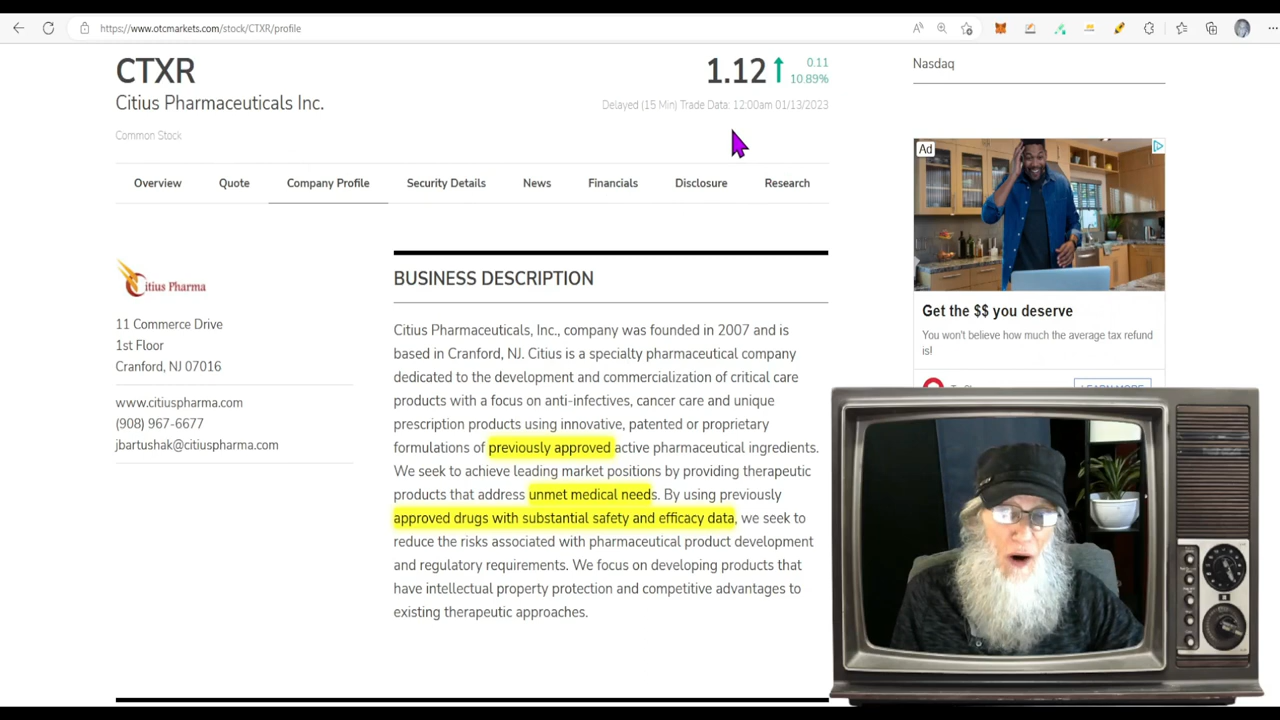 https://www.otcmarkets.com/stock/CTXR/profile
CTXR
1.12
0.11
10.89%
Citius Pharmaceuticals Inc.
Delayed (15 Min) Trade Data: 12:00am 01/13/2023
Common Stock
Nasdaq
Overview
Quote
Company Profile
Security Details
News
Financials
Disclosure
Research
Citius Pharma
11 Commerce Drive
1st Floor
Cranford, NJ 07016
www.citiuspharma.com
(908) 967-6677
jbartushak@citiuspharma.com
BUSINESS DESCRIPTION
Citius Pharmaceuticals, Inc., company was founded in 2007 and is
based in Cranford, NJ. Citius is a specialty pharmaceutical company
dedicated to the development and commercialization of critical care
products with a focus on anti-infectives, cancer care and unique
prescription products using innovative, patented or proprietary
formulations of previously approved active pharmaceutical ingredients.
We seek to achieve leading market positions by providing therapeutic
products that address unmet medical needs. By using previously
approved drugs with substantial safety and efficacy data, we seek to
reduce the risks associated with pharmaceutical product development
and regulatory requirements. We focus on developing products that
have intellectual property protection and competitive advantages to
existing therapeutic approaches.
Ad
Get the $$ you deserve
You won't believe how much the average tax refund
is!
LEARN MORE